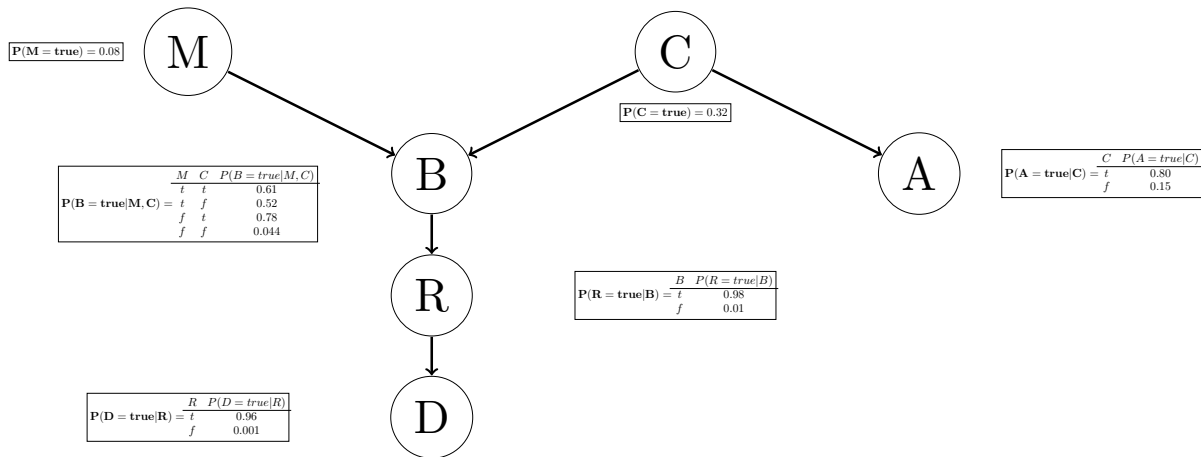 M
C
P(M = true) = 0.08
P(C = true) = 0.32
B
A
M C P(B = true|M, C)
t t 0.61
P(B = true|M, C) = t f 0.52
f t 0.78
f f 0.044
C P(A = true|C)
P(A = true|C) = t 0.80
f 0.15
R
B P(R = true|B)
P(R = true|B) = t 0.98
f 0.01
R P(D = true|R)
P(D = true|R) = t 0.96
f 0.001
D